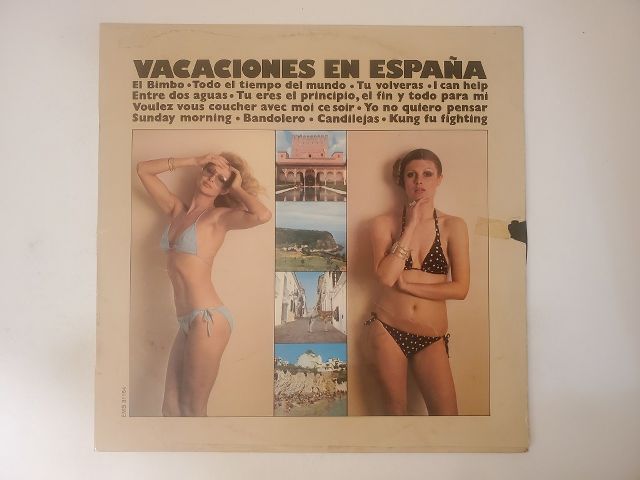 VACACIONES EN ESPAÑA
El Bimbo • Todo el tiempo del mundo • Tu volveras • I can help
Entre dos aguas • Tu eres el principio, el fin y todo para mi
Voulez vous coucher avec moi ce soir • Yo no quiero pensar
Sunday morning • Bandolero • Candilejas • Kung fu fighting